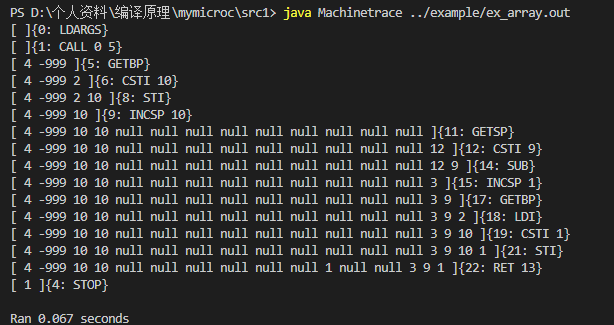 PS D:\个人资料\编译原理\mymicroc\src1> java Machinetrace ../example/ex_array.out
[ ]{0: LDARGS}
[ ]{1: CALL 0 5}
[ 4 -999 ]{5: GETBP}
[ 4 -999 2 ]{6: CSTI 10}
[ 4 -999 2 10 ]{8: STI}
[ 4 -999 10 ]{9: INCSP 10}
[ 4 -999 10 10 null null null null null null null null null ]{11: GETSP}
[ 4 -999 10 10 null null null null null null null null null 12 ]{12: CSTI 9}
[ 4 -999 10 10 null null null null null null null null null 12 9 ]{14: SUB}
[ 4 -999 10 10 null null null null null null null null null 3 ]{15: INCSP 1}
[ 4 -999 10 10 null null null null null null null null null 3 9 ]{17: GETBP}
[ 4 -999 10 10 null null null null null null null null null 3 9 2 ]{18: LDI}
[ 4 -999 10 10 null null null null null null null null null 3 9 10 ]{19: CSTI 1}
[ 4 -999 10 10 null null null null null null null null null 3 9 10 1 ]{21: STI}
[ 4 -999 10 10 null null null null null null 1 null null 3 9 1 ]{22: RET 13}
[ 1 ]{4: STOP}
Ran 0.067 seconds